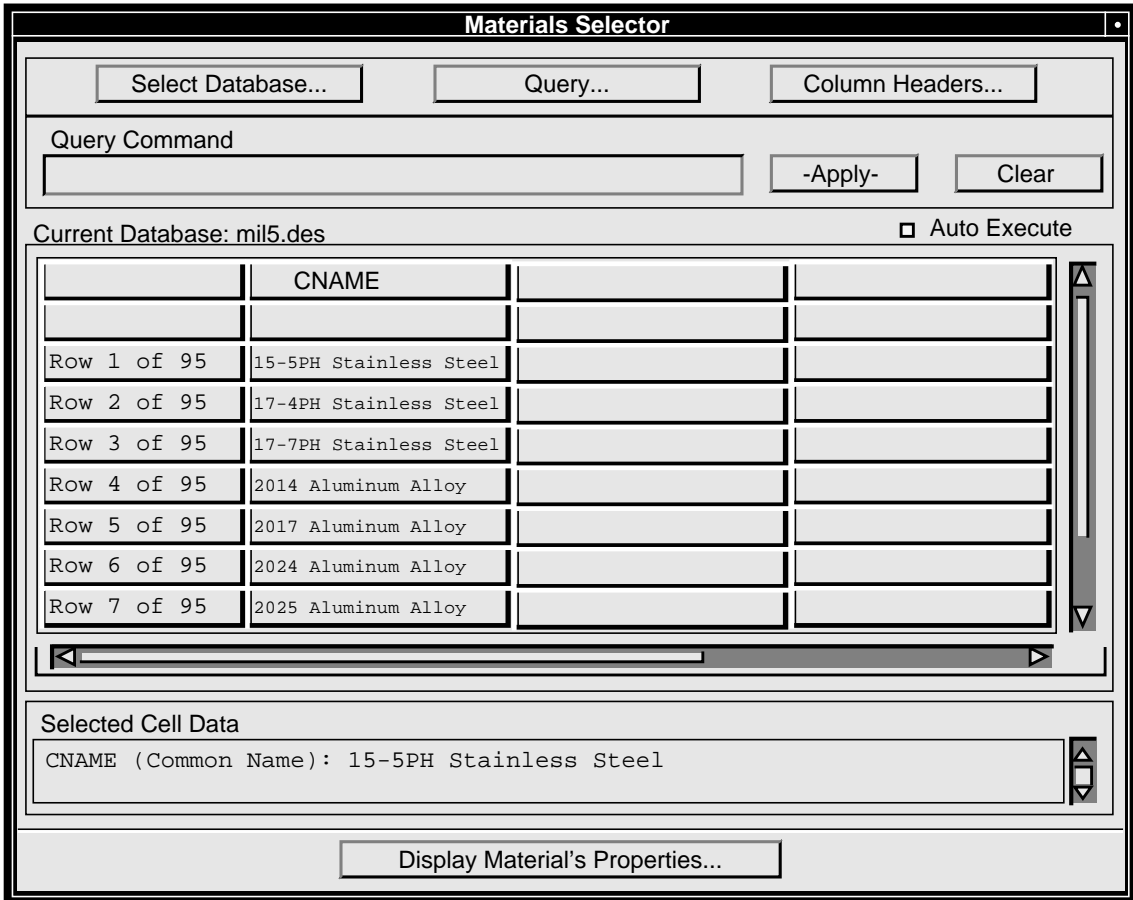 Materials Selector
Select Database... Query... Column Headers...
Query Command
-Apply- Clear
Current Database: mil5.des Auto Execute
CNAME
Row 1 of 95 15-5PH Stainless Steel
Row 2 of 95 17-4PH Stainless Steel
Row 3 of 95 17-7PH Stainless Steel
Row 4 of 95 2014 Aluminum Alloy
Row 5 of 95 2017 Aluminum Alloy
Row 6 of 95 2024 Aluminum Alloy
Row 7 of 95 2025 Aluminum Alloy
Selected Cell Data
CNAME (Common Name): 15-5PH Stainless Steel
Display Material's Properties...